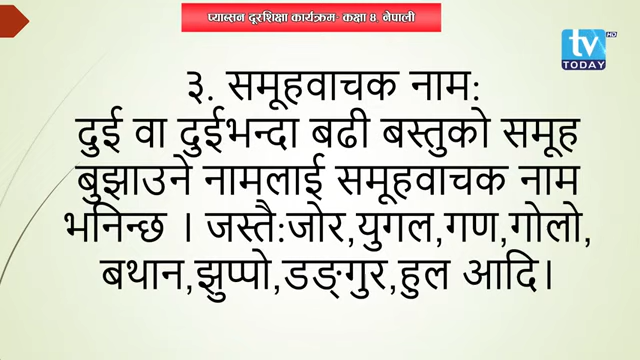 प्याब्सन दूरशिक्षा कार्यक्रम- कक्षा ८ नेपाली
tv HD
TODAY
३. समूहवाचक नाम:
दुई वा दुईभन्दा बढी बस्तुको समूह
बुझाउने नामलाई समूहवाचक नाम
भनिन्छ । जस्तै:जोर,युगल,गण,गोलो,
बथान,झुप्पो,डङ्गुर,हुल आदि।